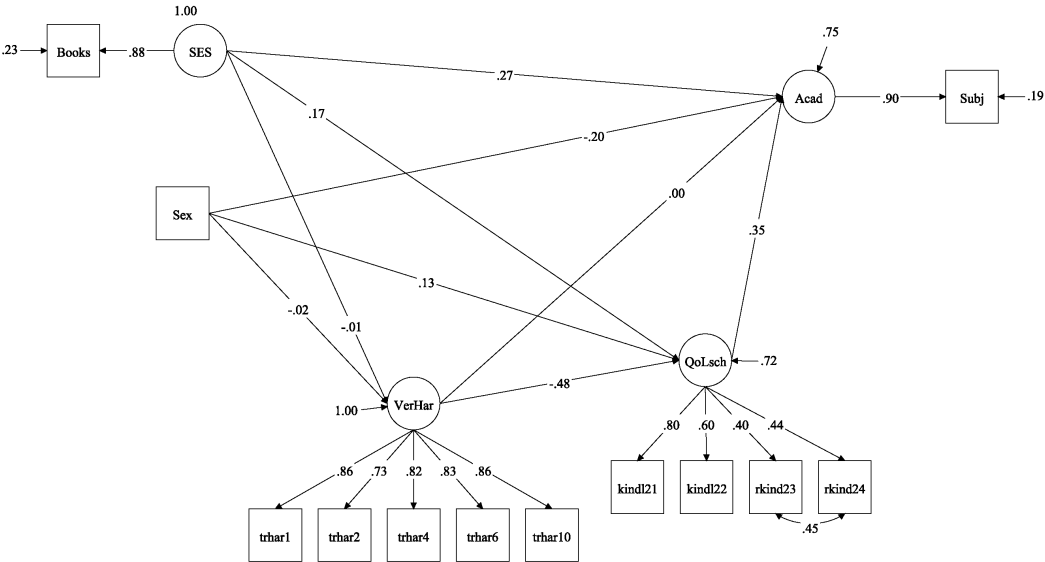 1.00
.23
Books
.88
SES
.75
.27
Acad
.90
Subj
.19
.17
-.20
.00
Sex
.35
.13
-.02
-.01
QoLsch
.72
-.48
1.00
VerHar
.80
.60
.40
.44
.86
.73
.82
.83
.86
kindl21
kindl22
rkind23
rkind24
.45
trhar1
trhar2
trhar4
trhar6
trhar10